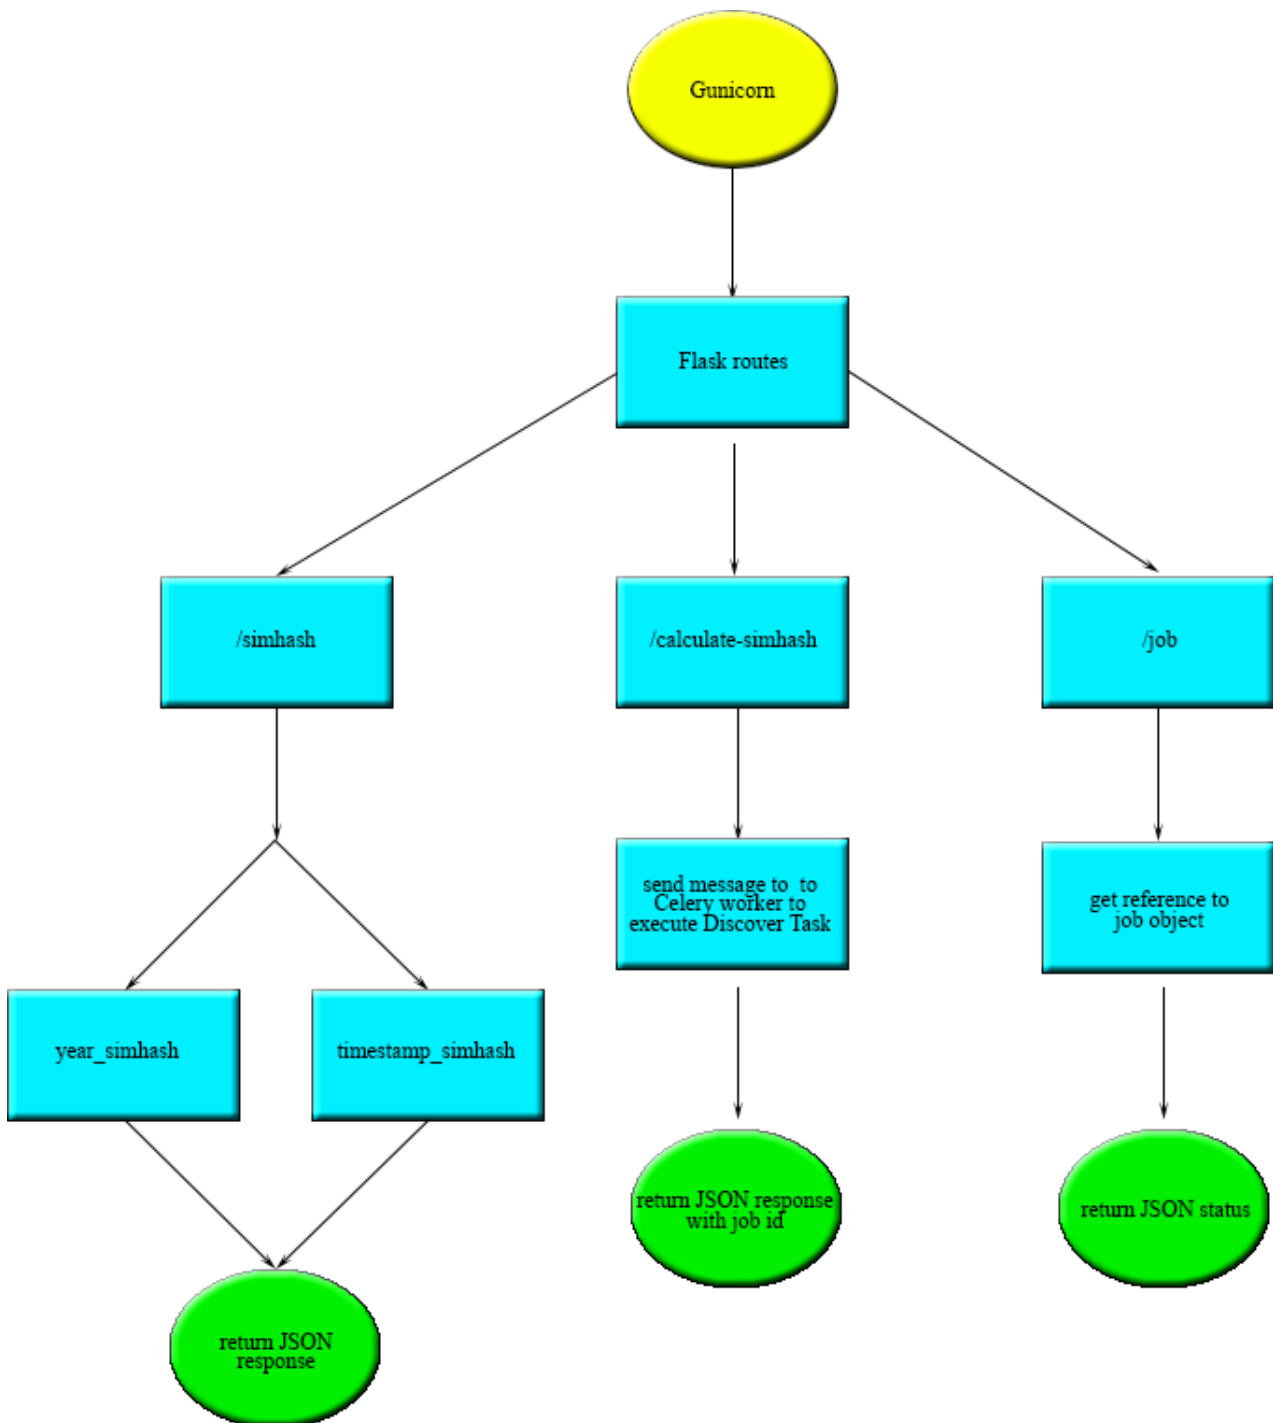 Gunicorn
Flask routes
/simhash
/calculate-simhash
/job
send message to  to
Celery worker to
execute Discover Task
get reference to
job object
year_simhash
timestamp_simhash
return JSON response
with job id
return JSON status
return JSON
response